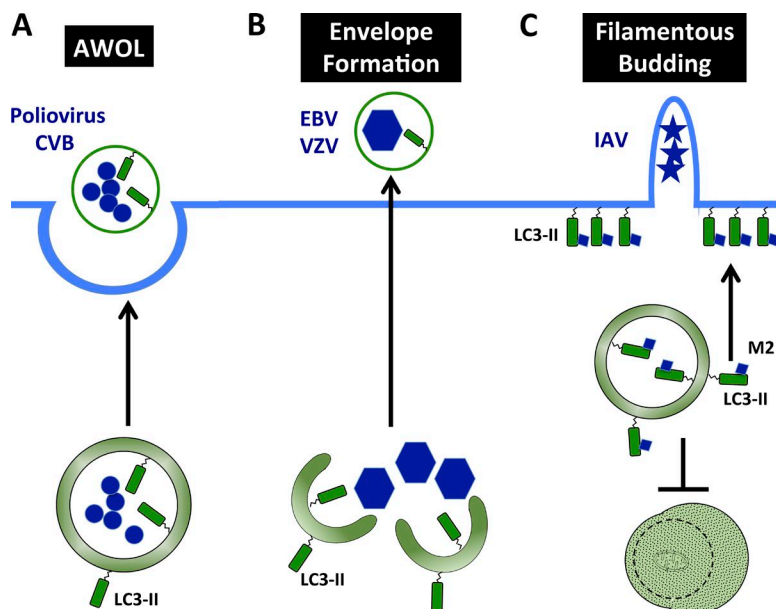 A
AWOL
Poliovirus
CVB
LC3-II
B
Envelope
Formation
EBV
VZV
LC3-II
C
Filamentous
Budding
IAV
LC3-II
M2
LC3-II